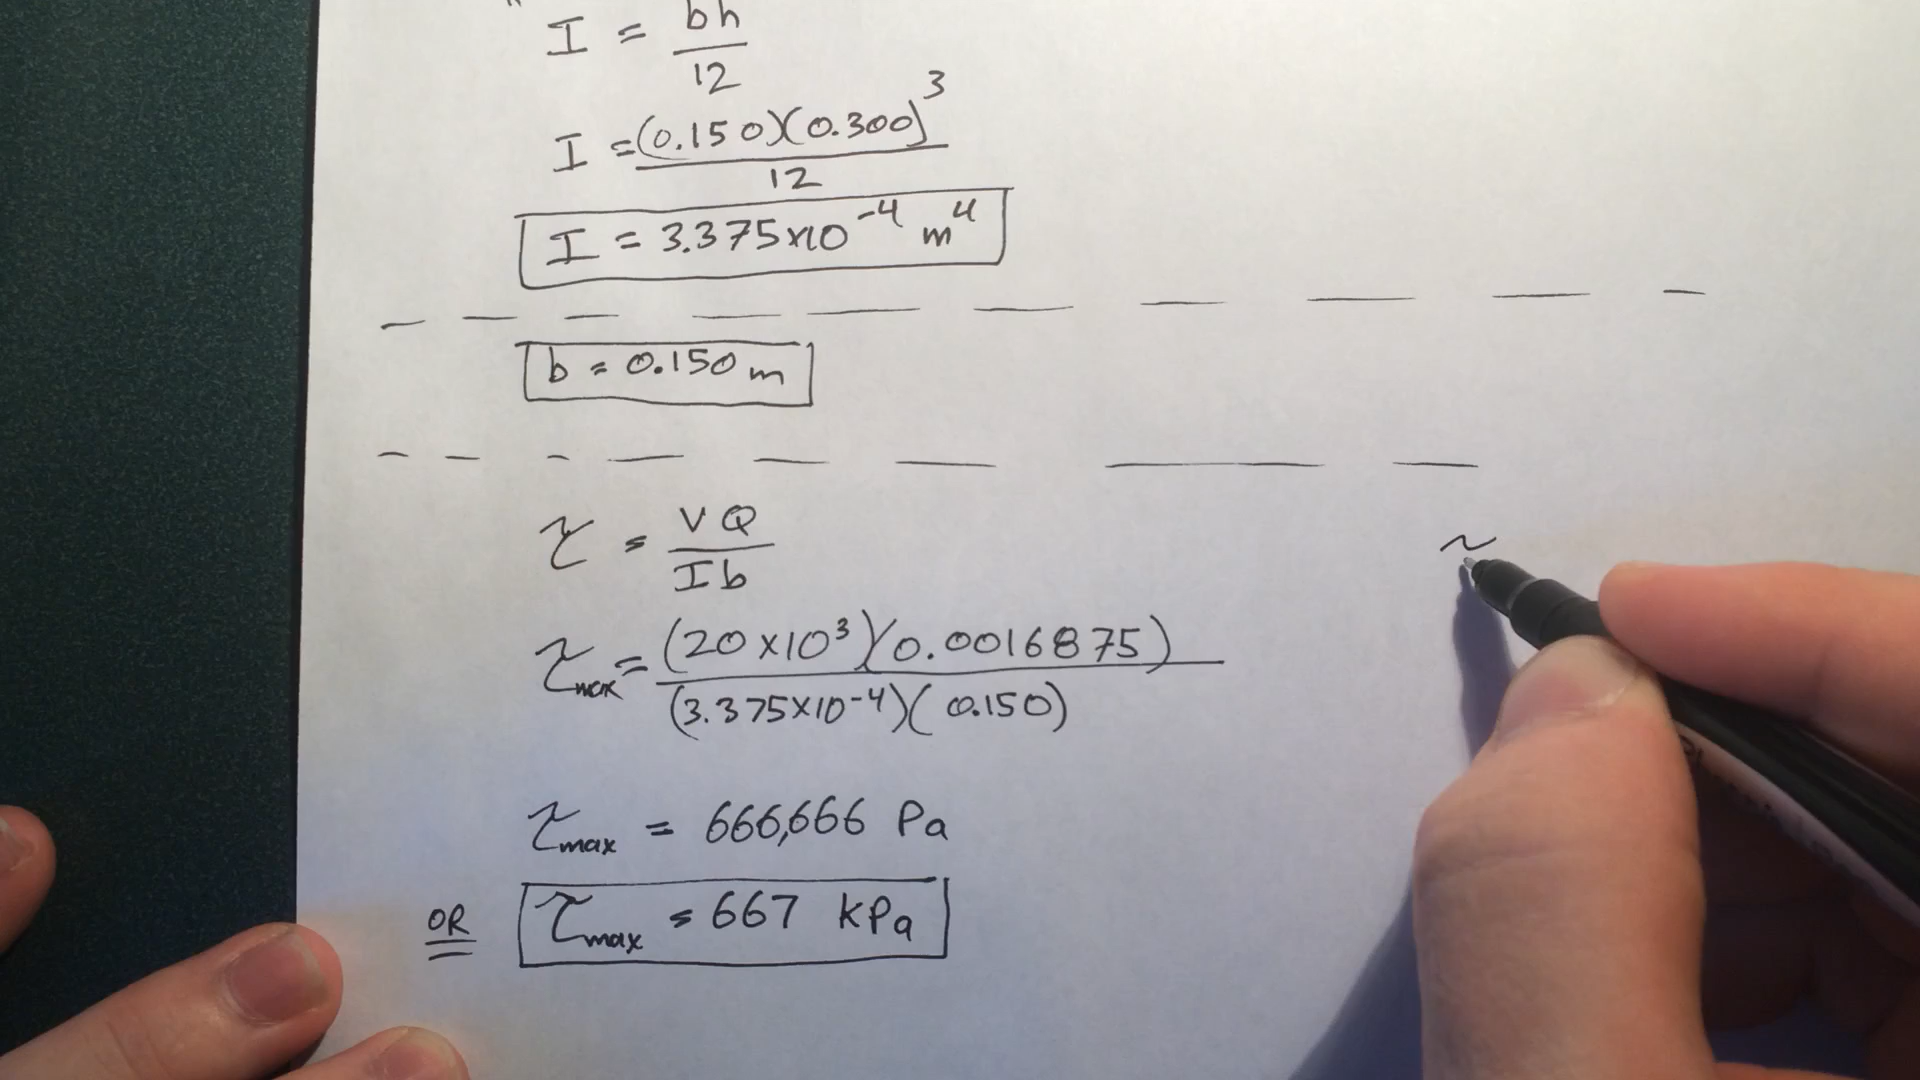 I = bh
12
I = (0.150)(0.300)³
12
I = 3.375x10⁻⁴ m⁴
b = 0.150 m
τ = VQ
Ib
τmax = (20x10³)(0.0016875)
(3.375x10⁻⁴)(0.150)
τmax = 666,666 Pa
OR τmax = 667 kPa